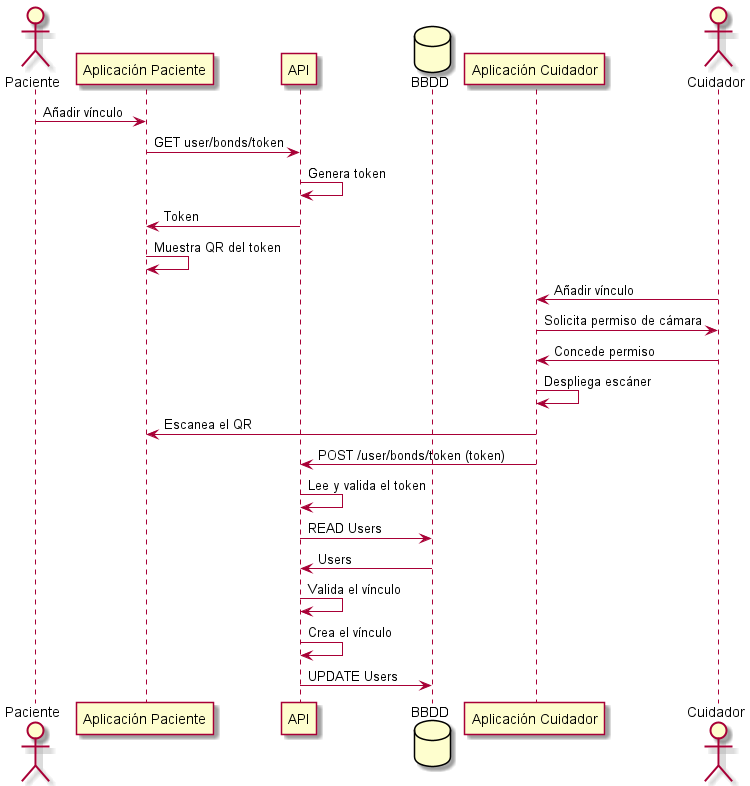 Paciente
Aplicación Paciente
API
BBDD
Aplicación Cuidador
Cuidador
Añadir vínculo
GET user/bonds/token
Genera token
Token
Muestra QR del token
Añadir vínculo
Solicita permiso de cámara
Concede permiso
Despliega escáner
Escanea el QR
POST /user/bonds/token (token)
Lee y valida el token
READ Users
Users
Valida el vínculo
Crea el vínculo
UPDATE Users
Paciente
Aplicación Paciente
API
BBDD
Aplicación Cuidador
Cuidador